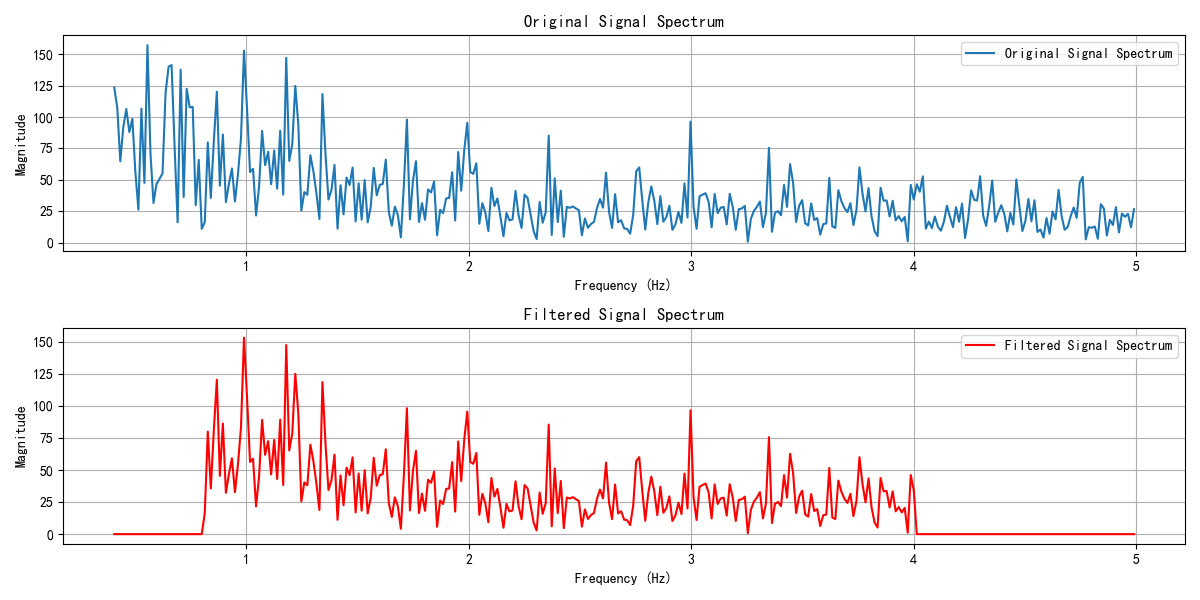 Original Signal Spectrum
150
125
100
75
50
25
0
Magnitude
Original Signal Spectrum
1 2 3 4 5
Frequency (Hz)
Filtered Signal Spectrum
150
125
100
75
50
25
0
Magnitude
Filtered Signal Spectrum
1 2 3 4 5
Frequency (Hz)